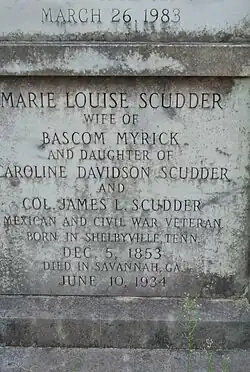 MARCH 26, 1983
MARIE LOUISE SCUDDER
WIFE OF
BASCOM MYRICK
AND DAUGHTER OF
CAROLINE DAVIDSON SCUDDER
AND
COL. JAMES L. SCUDDER
MEXICAN AND CIVIL WAR VETERAN
BORN IN SHELBYVILLE, TENN.
DEC. 5, 1853
DIED IN SAVANNAH, GA.
JUNE 10, 1934